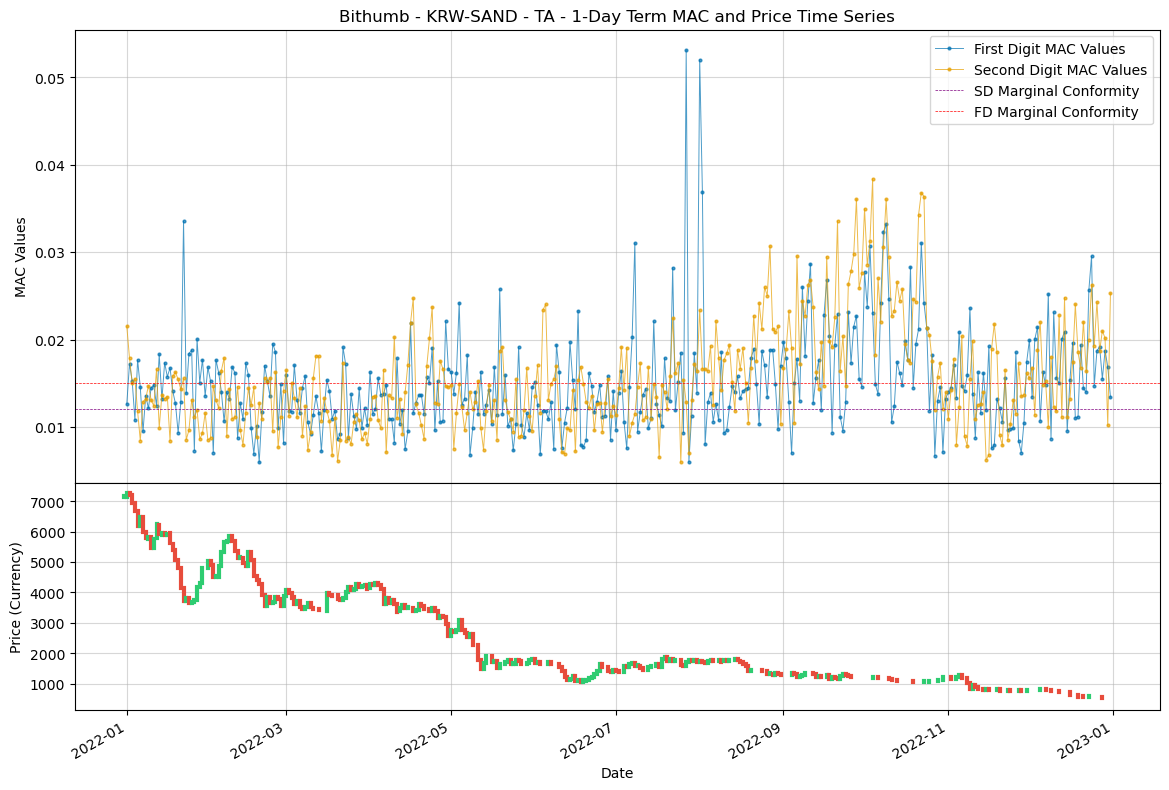 Bithumb - KRW-SAND - TA - 1-Day Term MAC and Price Time Series
First Digit MAC Values
Second Digit MAC Values
SD Marginal Conformity
FD Marginal Conformity
MAC Values
0.05
0.04
0.03
0.02
0.01
Price (Currency)
7000
6000
5000
4000
3000
2000
1000
2022-01
2022-03
2022-05
2022-07
2022-09
2022-11
2023-01
Date